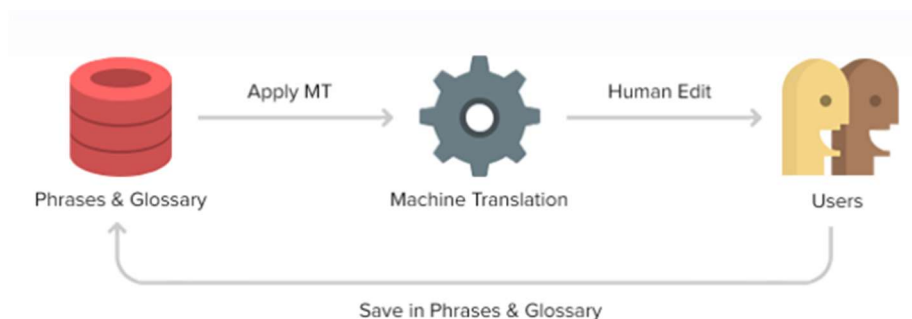 Apply MT
Human Edit
Phrases & Glossary
Machine Translation
Users
Save in Phrases & Glossary